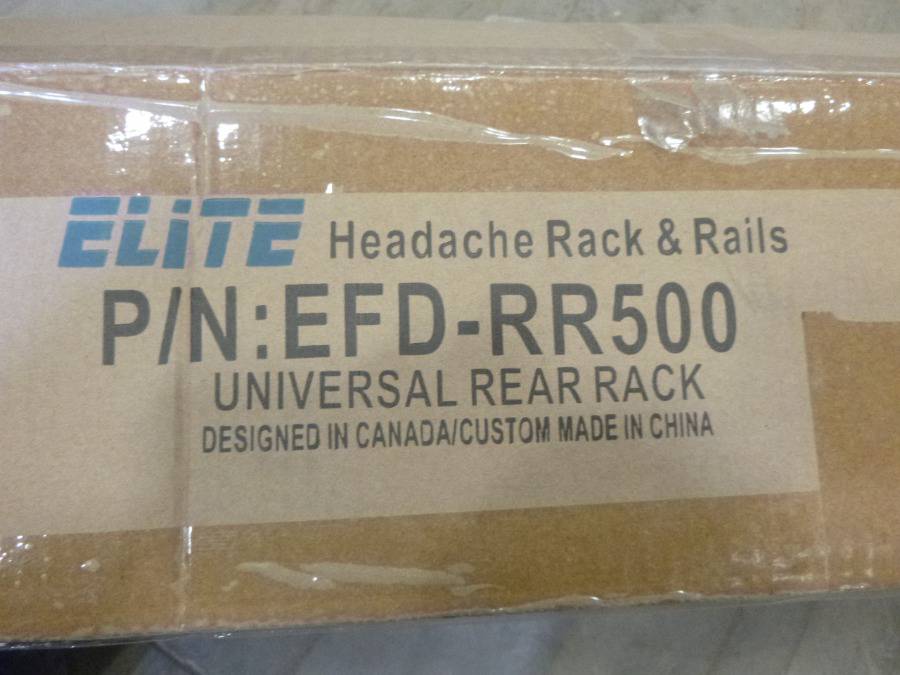 ELiTE Headache Rack & Rails
P/N:EFD-RR500
UNIVERSAL REAR RACK
DESIGNED IN CANADA/CUSTOM MADE IN CHINA